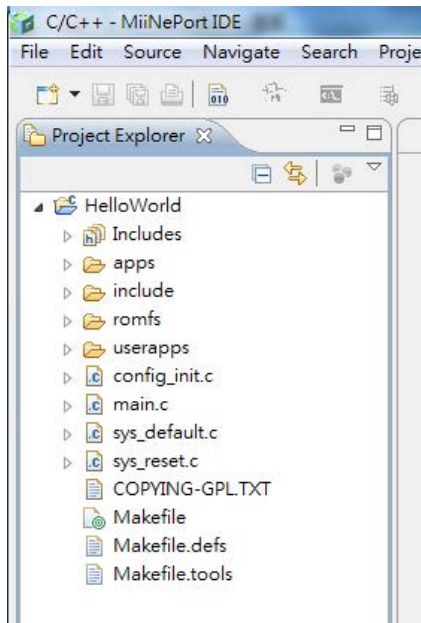 C/C++ - MiiNePort IDE
File Edit Source Navigate Search Proje
010
Project Explorer
HelloWorld
Includes
apps
include
romfs
userapps
config_init.c
main.c
sys_default.c
sys_reset.c
COPYING-GPL.TXT
Makefile
Makefile.defs
Makefile.tools